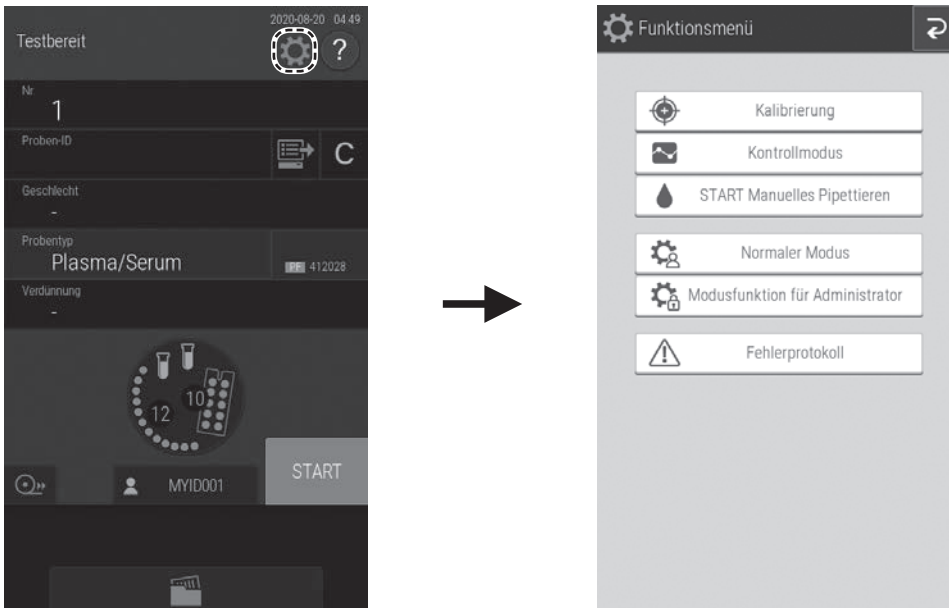 2020-08-20 04:49
Testbereit
?
Nr
1
Proben-ID
C
Geschlecht
-
Probentyp
Plasma/Serum
PF 412028
Verdünnung
-
10
12
START
MYID001
Funktionsmenü
Kalibrierung
Kontrollmodus
START Manuelles Pipettieren
Normaler Modus
Modusfunktion für Administrator
Fehlerprotokoll